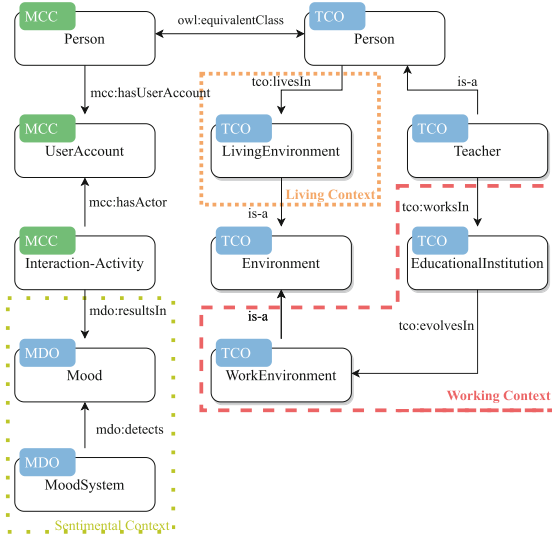 MCC
Person
owl:equivalentClass
TCO
Person
mcc:hasUserAccount
tco:livesIn
is-a
MCC
UserAccount
TCO
LivingEnvironment
Living Context
TCO
Teacher
mcc:hasActor
is-a
tco:worksIn
MCC
Interaction-Activity
TCO
Environment
TCO
EducationalInstitution
mdo:resultsIn
is-a
tco:evolvesIn
MDO
Mood
TCO
WorkEnvironment
Working Context
mdo:detects
MDO
MoodSystem
Sentimental Context